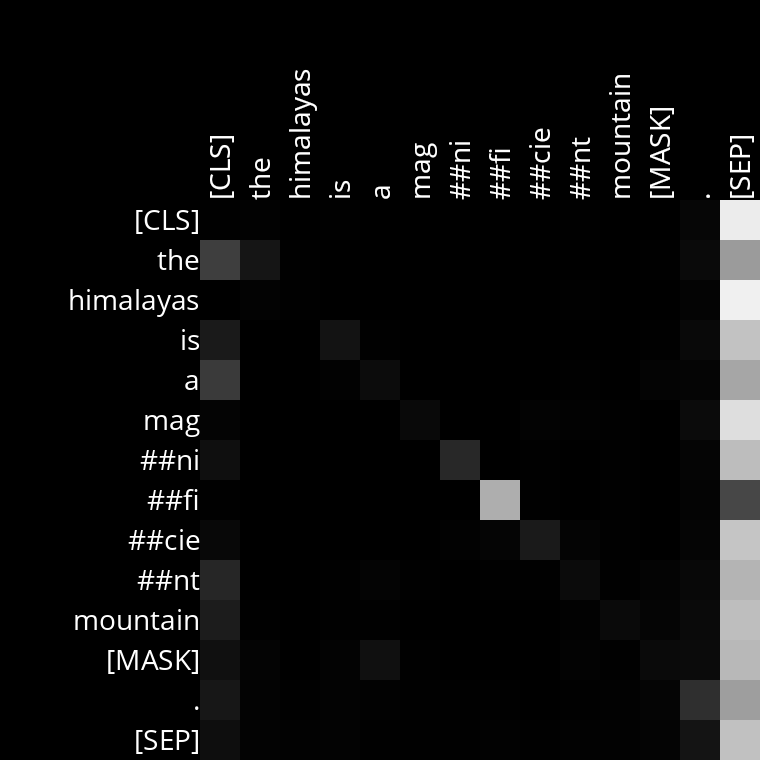 [CLS]
the
himalayas
is
a
mag
##ni
##fi
##cie
##nt
mountain
[MASK]
.
[SEP]
[CLS]
the
himalayas
is
a
mag
##ni
##fi
##cie
##nt
mountain
[MASK]
.
[SEP]